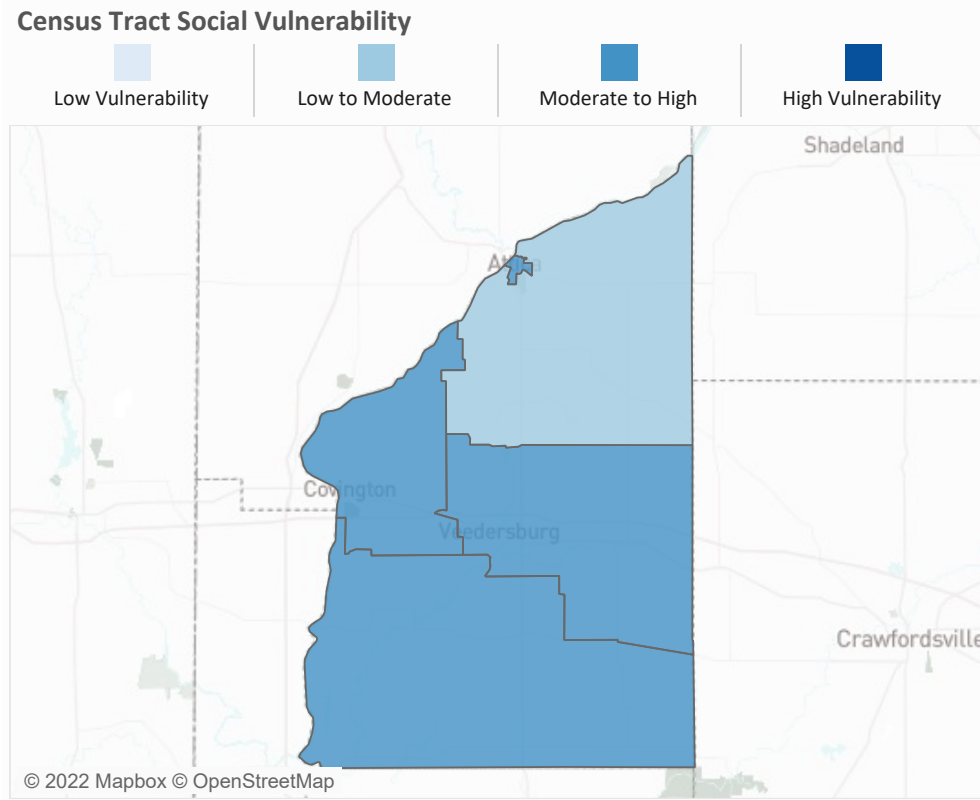 Census Tract Social Vulnerability
Low Vulnerability
Low to Moderate
Moderate to High
High Vulnerability
Shadeland
Covington
Veedersburg
Crawfordsville
© 2022 Mapbox © OpenStreetMap